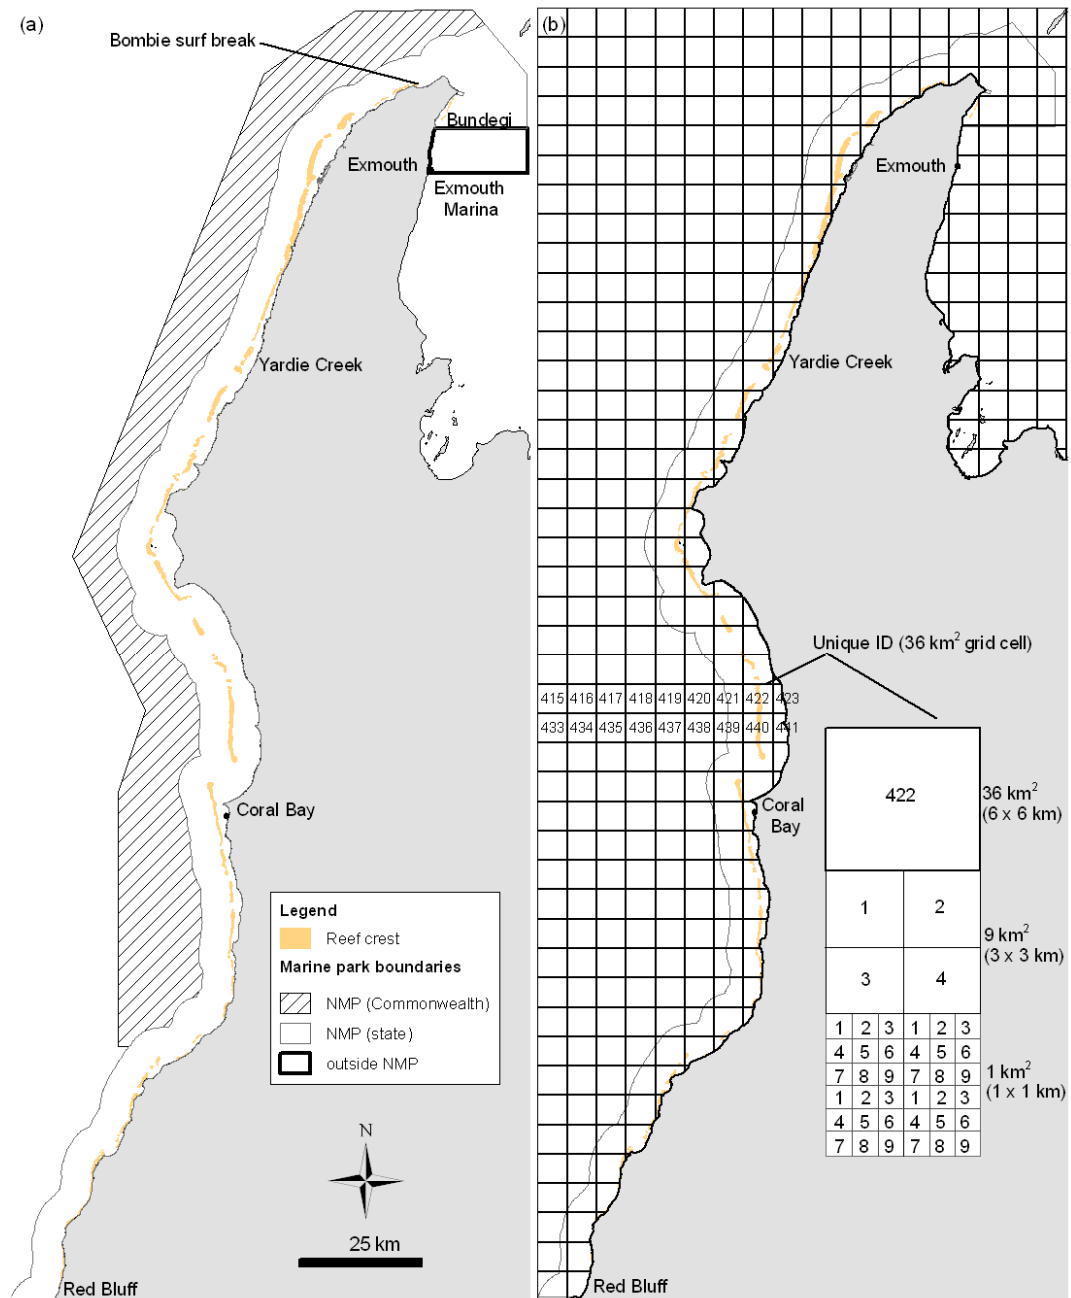 (a)
Bombie surf break
Bundegi
Exmouth
Exmouth
Marina
Yardie Creek
Coral Bay
Legend
Reef crest
Marine park boundaries
NMP (Commonwealth)
NMP (state)
outside NMP
N
25 km
Red Bluff
(b)
Exmouth
Yardie Creek
Unique ID (36 km² grid cell)
415 416 417 418 419 420 421 422 423
433 434 435 436 437 438 439 440 441
Coral
Bay
422
36 km²
(6 x 6 km)
1 2
3 4
9 km²
(3 x 3 km)
1 2 3 1 2 3
4 5 6 4 5 6
7 8 9 7 8 9
1 2 3 1 2 3
4 5 6 4 5 6
7 8 9 7 8 9
1 km²
(1 x 1 km)
Red Bluff